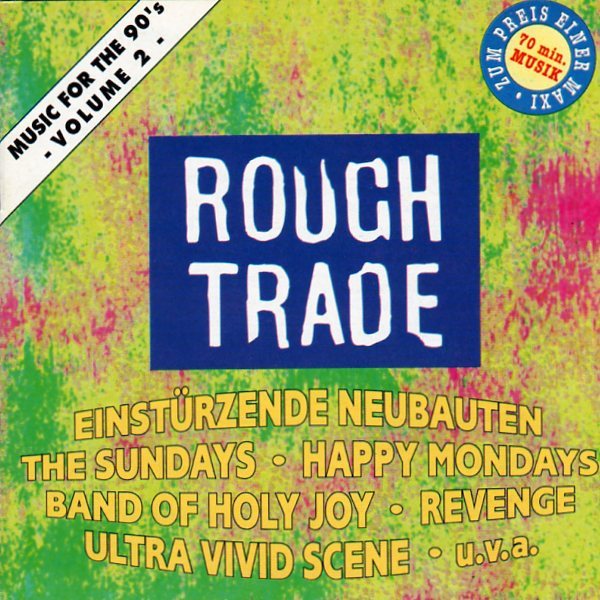 MUSIC FOR THE 90's
- VOLUME 2 -
ZUM PREIS EINER MAXI •
70 min.
MUSIK
ROUGH
TRADE
EINSTÜRZENDE NEUBAUTEN
THE SUNDAYS • HAPPY MONDAYS
BAND OF HOLY JOY • REVENGE
ULTRA VIVID SCENE • u.v.a.